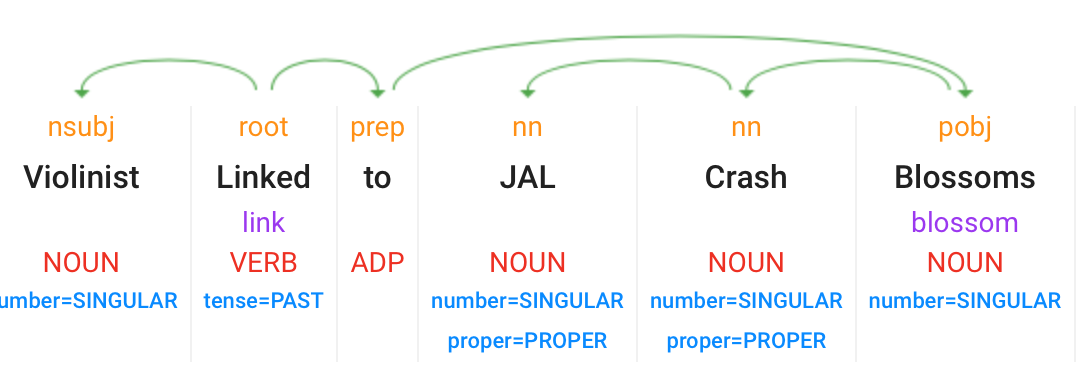 nsubj root prep nn nn pobj
Violinist Linked to JAL Crash Blossoms
link blossom
NOUN VERB ADP NOUN NOUN NOUN
umber=SINGULAR tense=PAST number=SINGULAR number=SINGULAR number=SINGULAR
proper=PROPER proper=PROPER